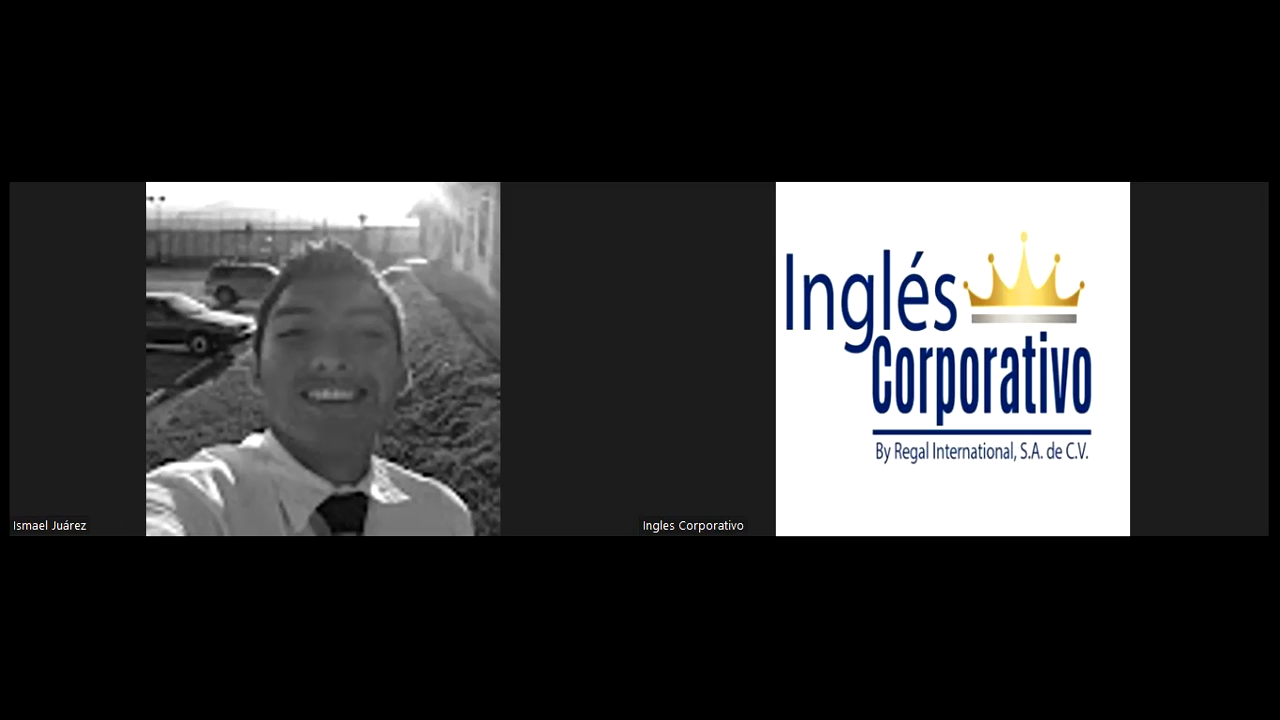 Inglés
Corporativo
By Regal International, S.A. de C.V.
Ismael Juárez
Ingles Corporativo